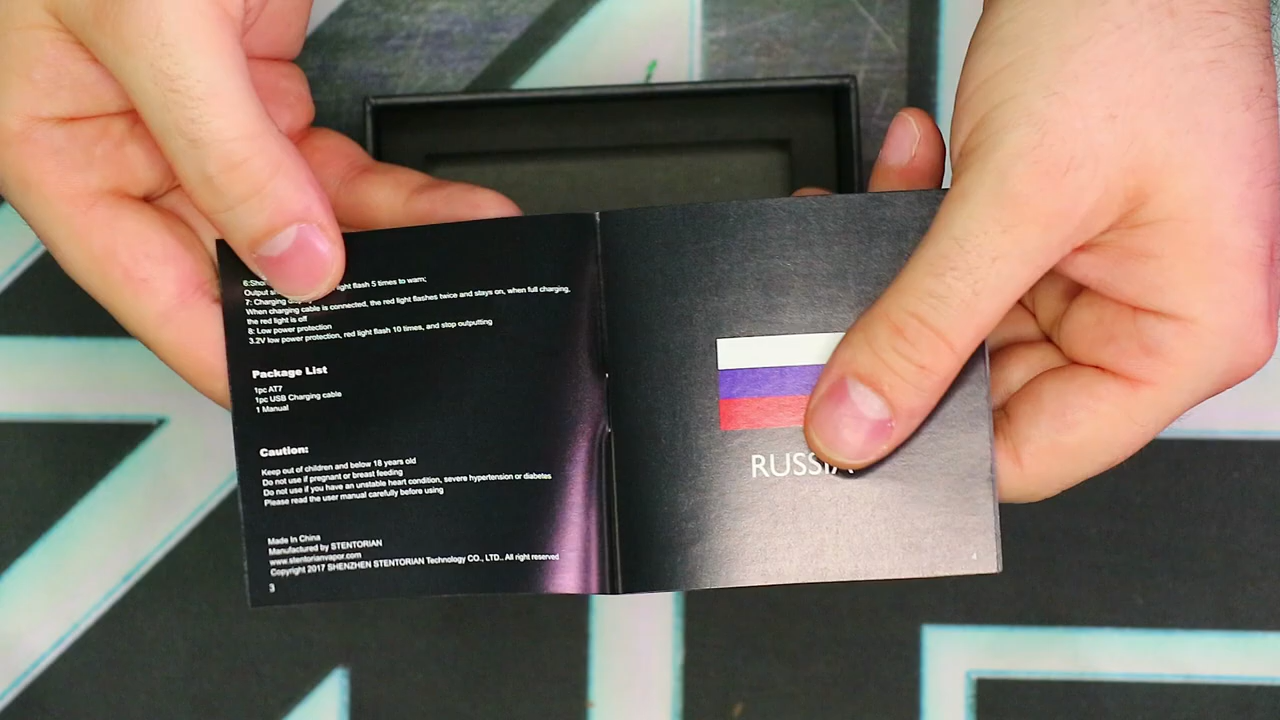 6:Shor
Output s light flash 5 times to warn;
7: Charging
When charging cable is connected, the red light flashes twice and stays on, when full charging,
the red light is off
8: Low power protection
3.2V low power protection, red light flash 10 times, and stop outputting
Package List
1pc AT7
1pc USB Charging cable
1 Manual
Caution:
Keep out of children and below 18 years old
Do not use if pregnant or breast feeding
Do not use if you have an unstable heart condition, severe hypertension or diabetes
Please read the user manual carefully before using
Made In China
Manufactured by STENTORIAN
www.stentorianvapor.com
Copyright 2017 SHENZHEN STENTORIAN Technology CO., LTD.. All right reserved
3
RUSSIA
4